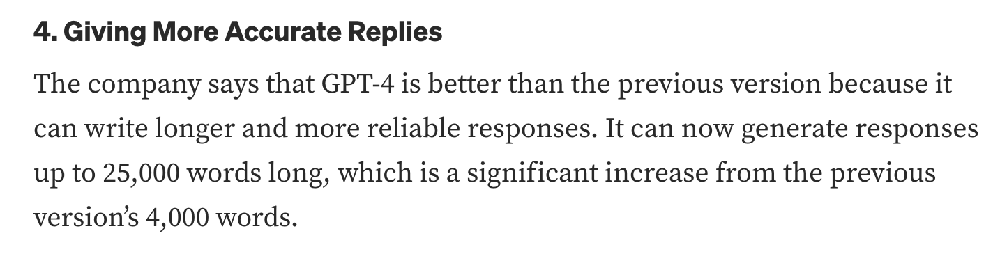 4. Giving More Accurate Replies
The company says that GPT-4 is better than the previous version because it
can write longer and more reliable responses. It can now generate responses
up to 25,000 words long, which is a significant increase from the previous
version’s 4,000 words.